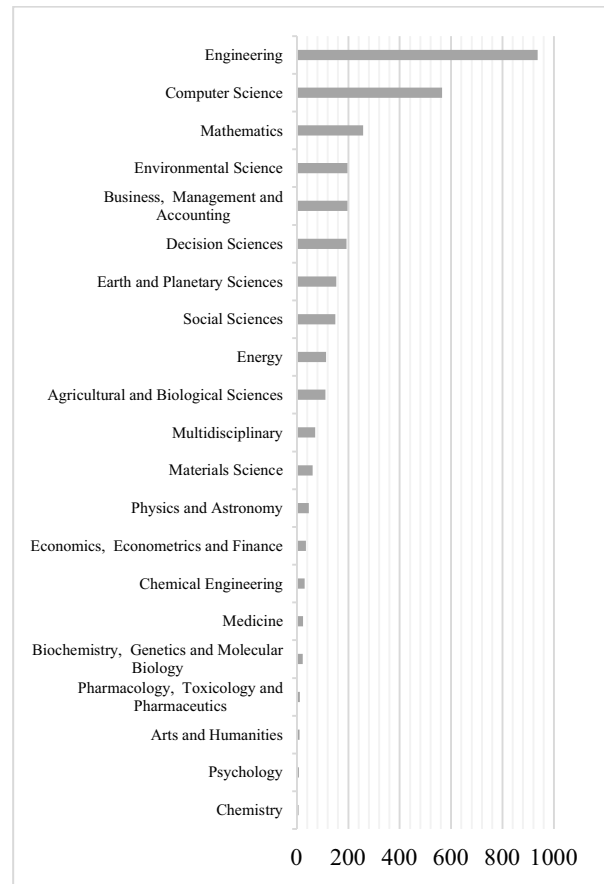 Engineering
Computer Science
Mathematics
Environmental Science
Business, Management and
Accounting
Decision Sciences
Earth and Planetary Sciences
Social Sciences
Energy
Agricultural and Biological Sciences
Multidisciplinary
Materials Science
Physics and Astronomy
Economics, Econometrics and Finance
Chemical Engineering
Medicine
Biochemistry, Genetics and Molecular
Biology
Pharmacology, Toxicology and
Pharmaceutics
Arts and Humanities
Psychology
Chemistry
0 200 400 600 800 1000